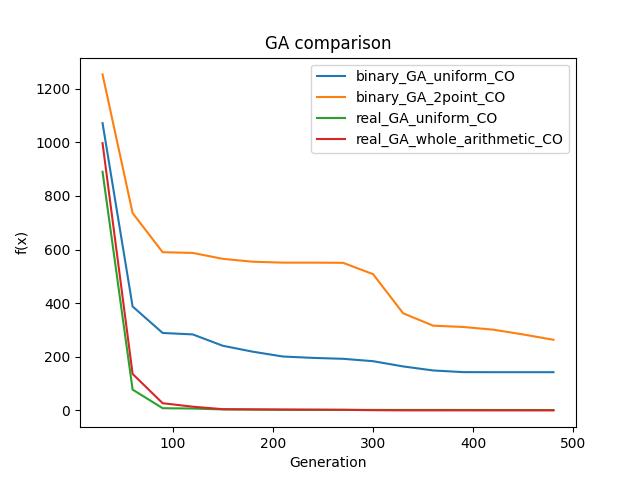 GA comparison
binary_GA_uniform_CO
binary_GA_2point_CO
real_GA_uniform_CO
real_GA_whole_arithmetic_CO
1200
1000
800
600
400
200
0
f(x)
100 200 300 400 500
Generation